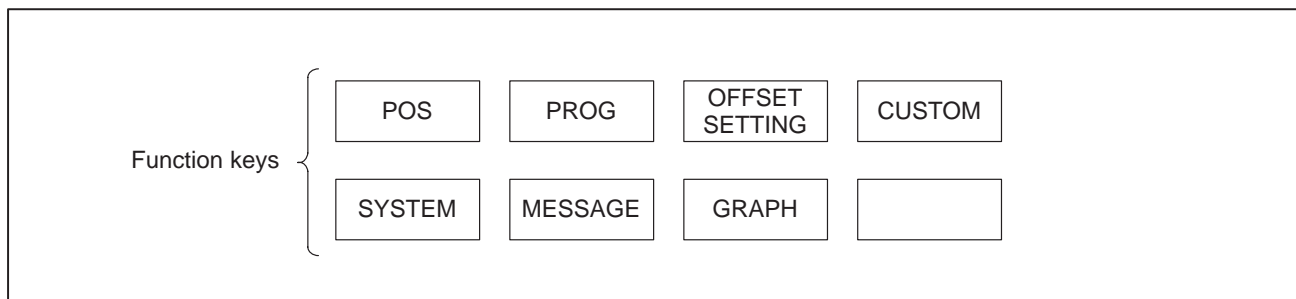 POS PROG OFFSET SETTING CUSTOM
Function keys
SYSTEM MESSAGE GRAPH